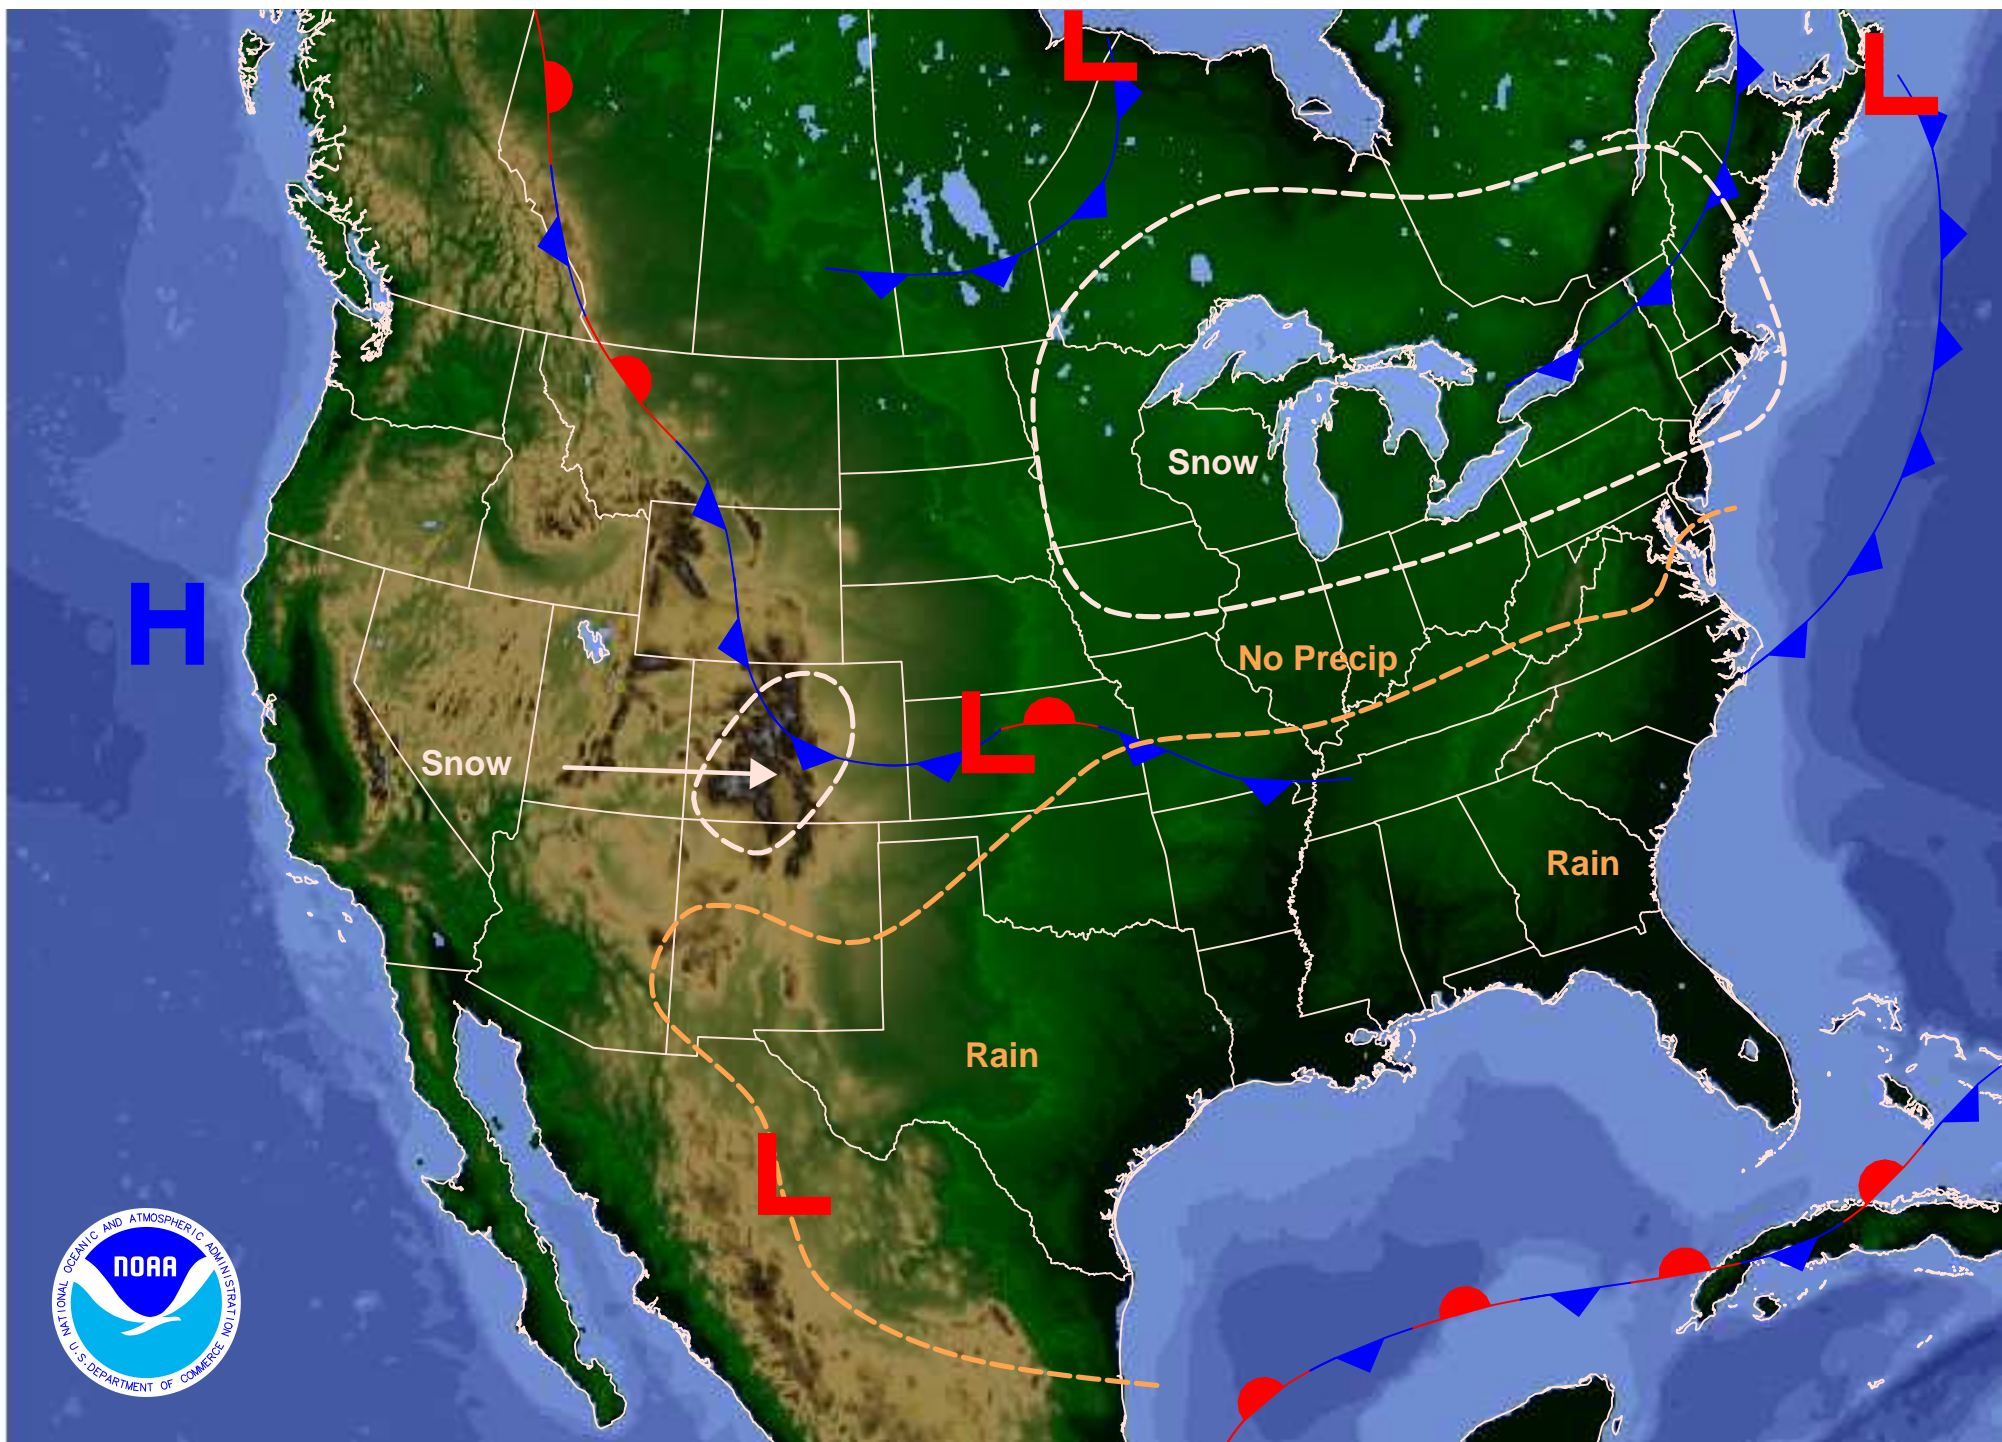 L
L
Snow
H
No Precip
L
Snow
Rain
Rain
L
NATIONAL OCEANIC AND ATMOSPHERIC ADMINISTRATION
NOAA
U.S. DEPARTMENT OF COMMERCE